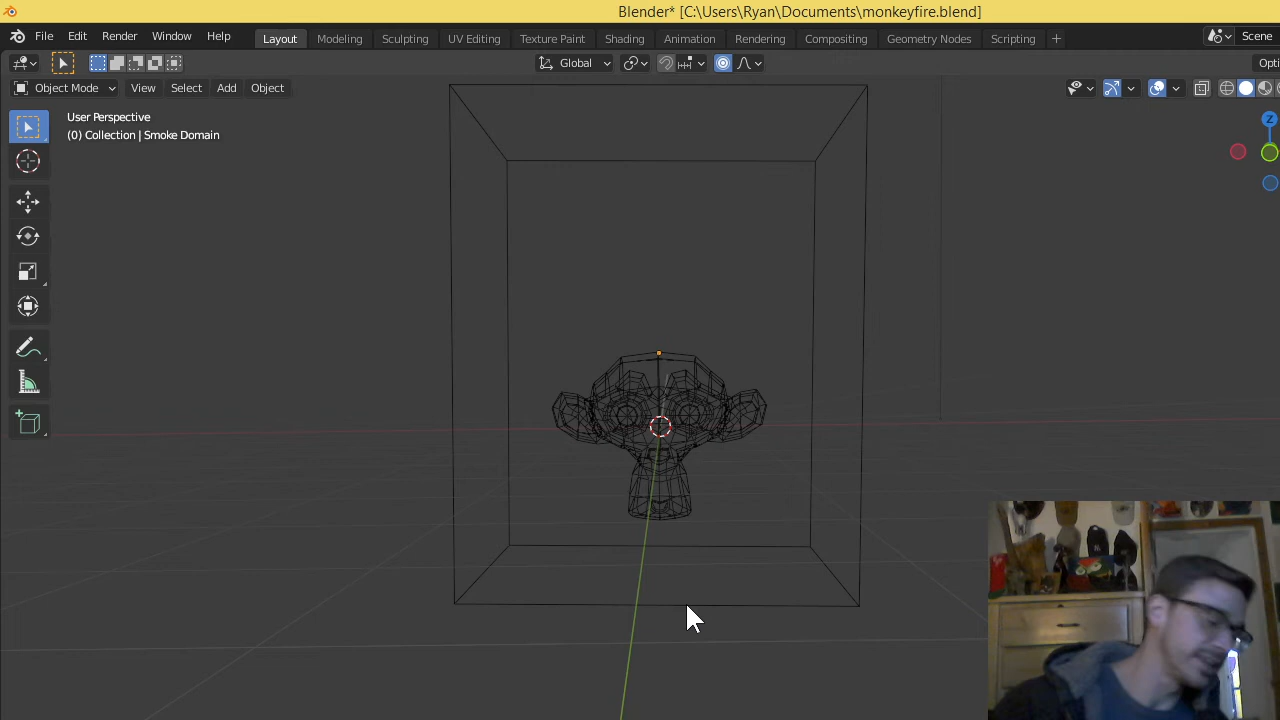 Blender* [C:\Users\Ryan\Documents\monkeyfire.blend]
File Edit Render Window Help Layout Modeling Sculpting UV Editing Texture Paint Shading Animation Rendering Compositing Geometry Nodes Scripting + Scene
Global Opti
Object Mode View Select Add Object
User Perspective
(0) Collection | Smoke Domain
Z